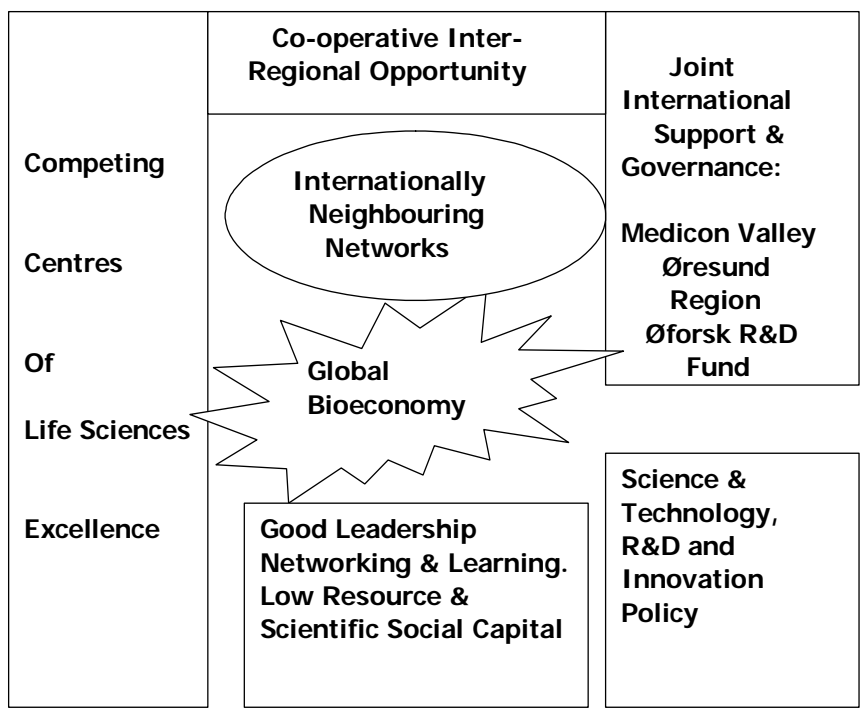 Co-operative Inter-
Regional Opportunity
Competing
Centres
Of
Life Sciences
Excellence
Internationally
Neighbouring
Networks
Global
Bioeconomy
Good Leadership
Networking & Learning.
Low Resource &
Scientific Social Capital
Joint
International
Support &
Governance:
Medicon Valley
Øresund
Region
Øforsk R&D
Fund
Science &
Technology,
R&D and
Innovation
Policy